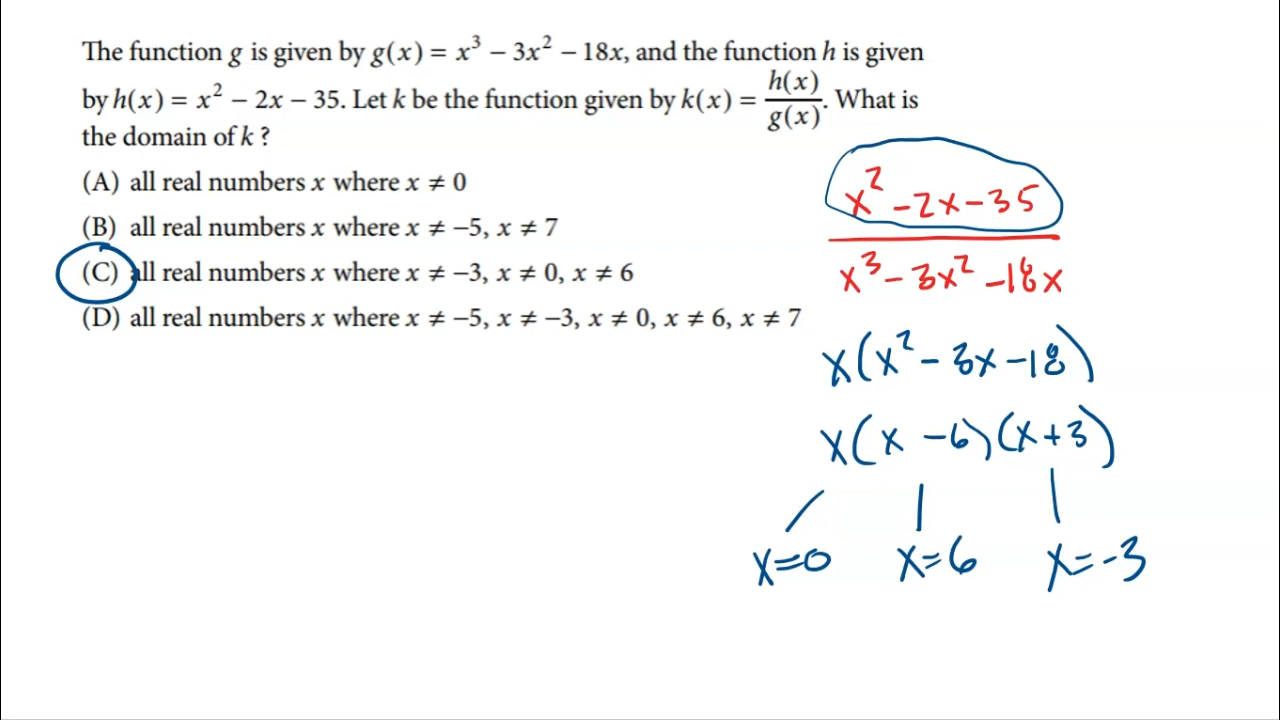 The function g is given by g(x) = x³ − 3x² − 18x, and the function h is given
by h(x) = x² − 2x − 35. Let k be the function given by k(x) = h(x)/g(x). What is
the domain of k ?
(A) all real numbers x where x ≠ 0
(B) all real numbers x where x ≠ −5, x ≠ 7
(C) all real numbers x where x ≠ −3, x ≠ 0, x ≠ 6
(D) all real numbers x where x ≠ −5, x ≠ −3, x ≠ 0, x ≠ 6, x ≠ 7
x² − 2x − 35
x³ − 3x² − 18x
x(x² − 3x − 18)
x(x − 6)(x + 3)
x = 0 x = 6 x = −3